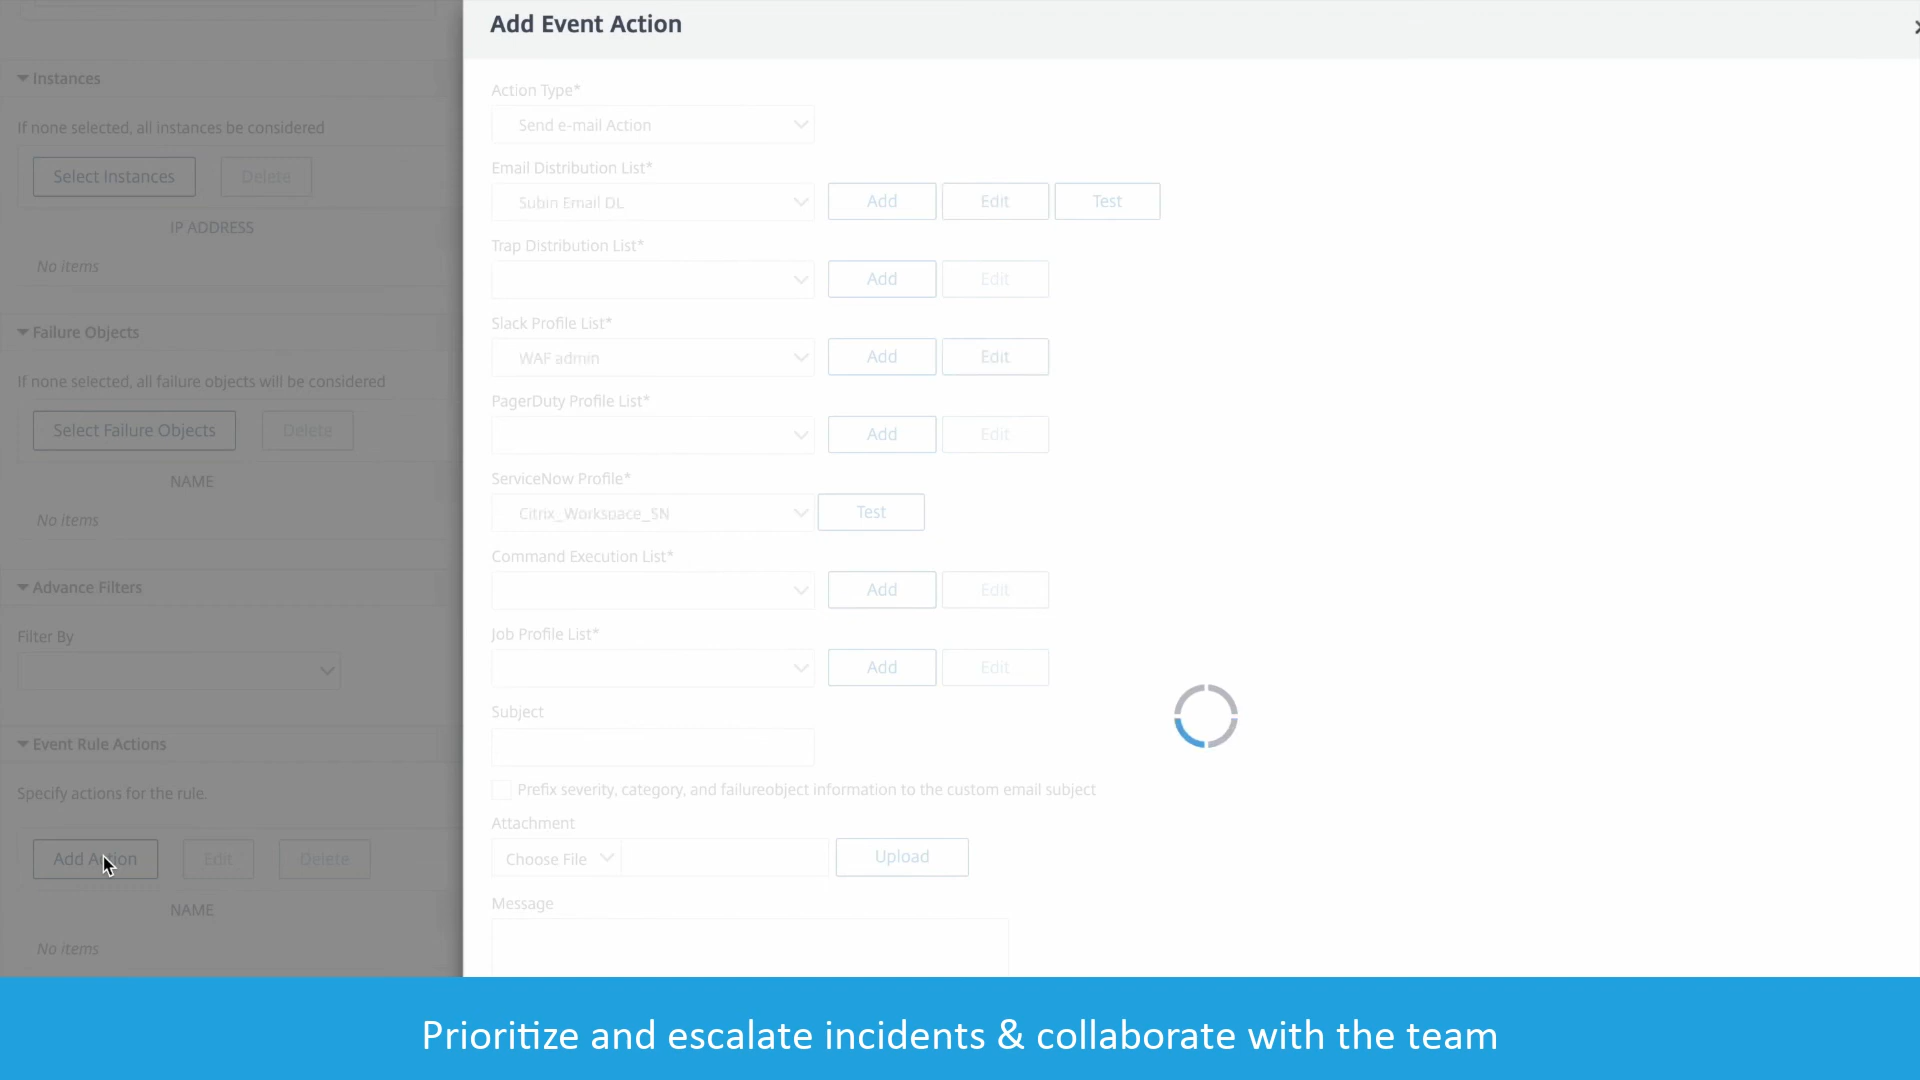 Add Event Action
Instances
If none selected, all instances be considered
Select Instances
Delete
IP ADDRESS
No items
Failure Objects
If none selected, all failure objects will be considered
Select Failure Objects
Delete
NAME
No items
Advance Filters
Filter By
Event Rule Actions
Specify actions for the rule.
Add Action
Edit
Delete
NAME
No items
Action Type*
Send e-mail Action
Email Distribution List*
Subin Email DL
Add
Edit
Test
Trap Distribution List*
Add
Edit
Slack Profile List*
WAF admin
Add
Edit
PagerDuty Profile List*
Add
Edit
ServiceNow Profile*
Citrix_Workspace_SN
Test
Command Execution List*
Add
Edit
Job Profile List*
Add
Edit
Subject
Prefix severity, category, and failureobject information to the custom email subject
Attachment
Choose File
Upload
Message
Prioritize and escalate incidents & collaborate with the team